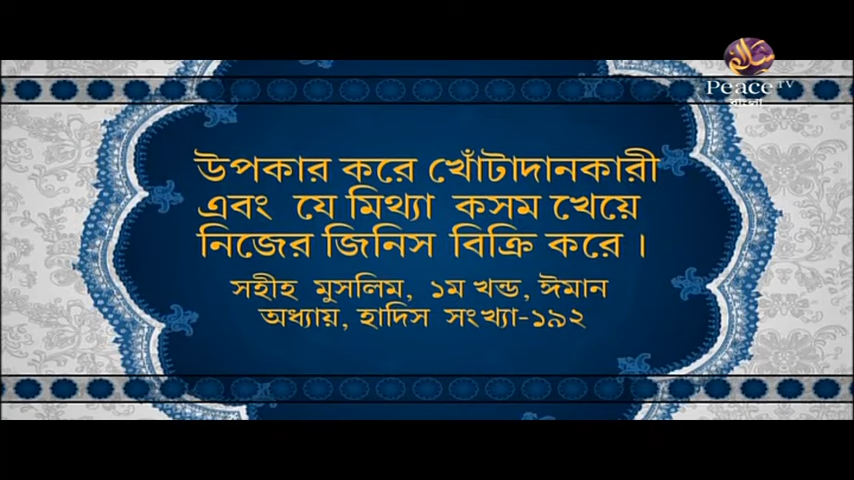 Peace TV
বাংলা
উপকার করে খোঁটাদানকারী
এবং যে মিথ্যা কসম খেয়ে
নিজের জিনিস বিক্রি করে ।
সহীহ মুসলিম, ১ম খন্ড, ঈমান
অধ্যায়, হাদিস সংখ্যা-১৯২